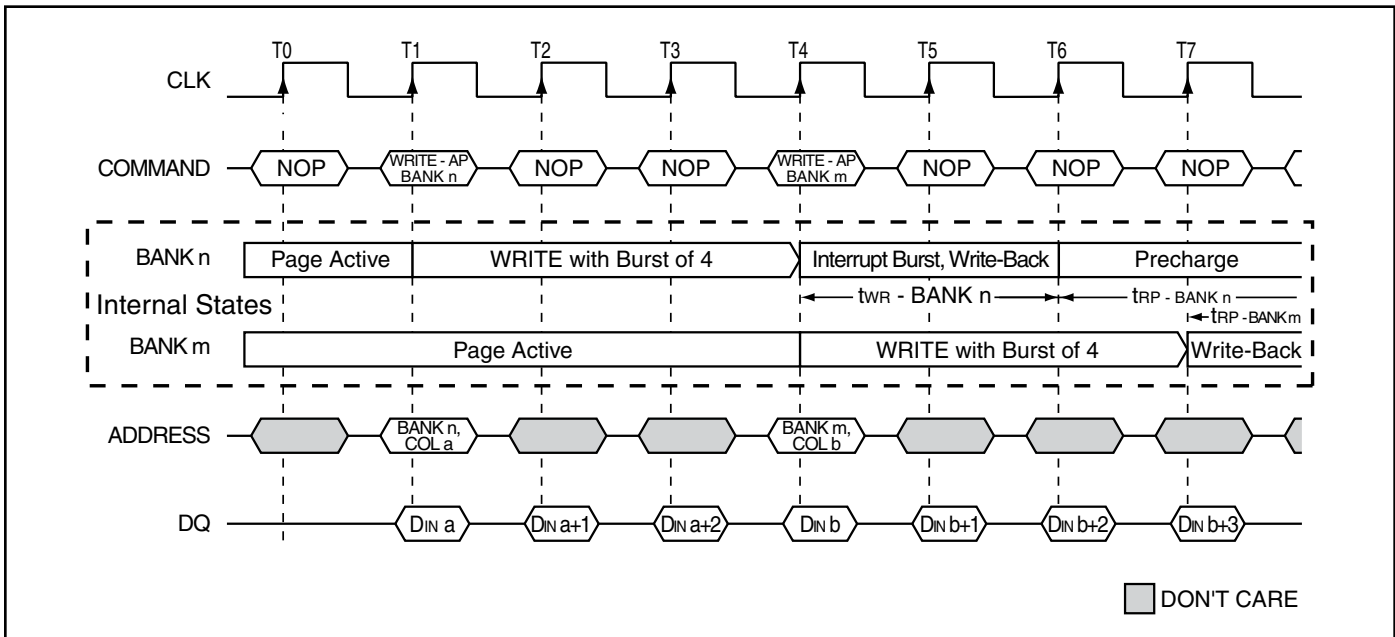 T0 T1 T2 T3 T4 T5 T6 T7
CLK
COMMAND NOP WRITE - AP BANK n NOP NOP WRITE - AP BANK m NOP NOP NOP
BANK n Page Active WRITE with Burst of 4 Interrupt Burst, Write-Back Precharge
Internal States tWR - BANK n tRP - BANK n
tRP - BANK m
BANK m Page Active WRITE with Burst of 4 Write-Back
ADDRESS BANK n, COL a BANK m, COL b
DQ DIN a DIN a+1 DIN a+2 DIN b DIN b+1 DIN b+2 DIN b+3
DON'T CARE